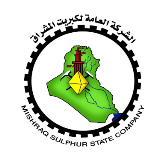 الشركة العامة لكبريت المشراق
MISHRAQ SULPHUR STATE COMPANY